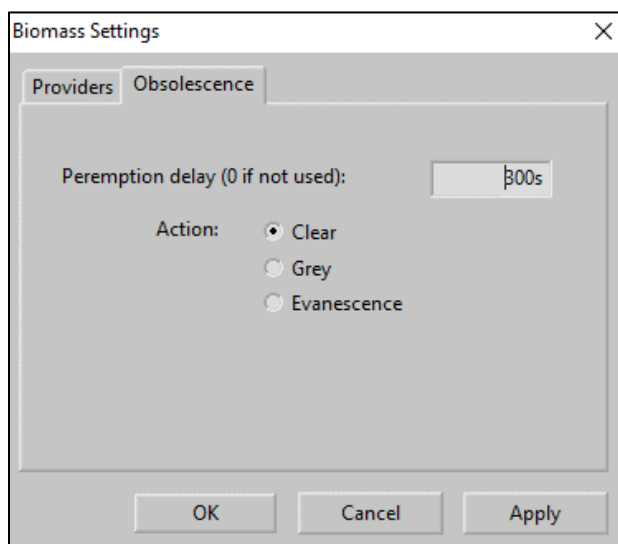 Biomass Settings
Providers Obsolescence
Peremption delay (0 if not used): 300s
Action: Clear
Grey
Evanescence
OK Cancel Apply